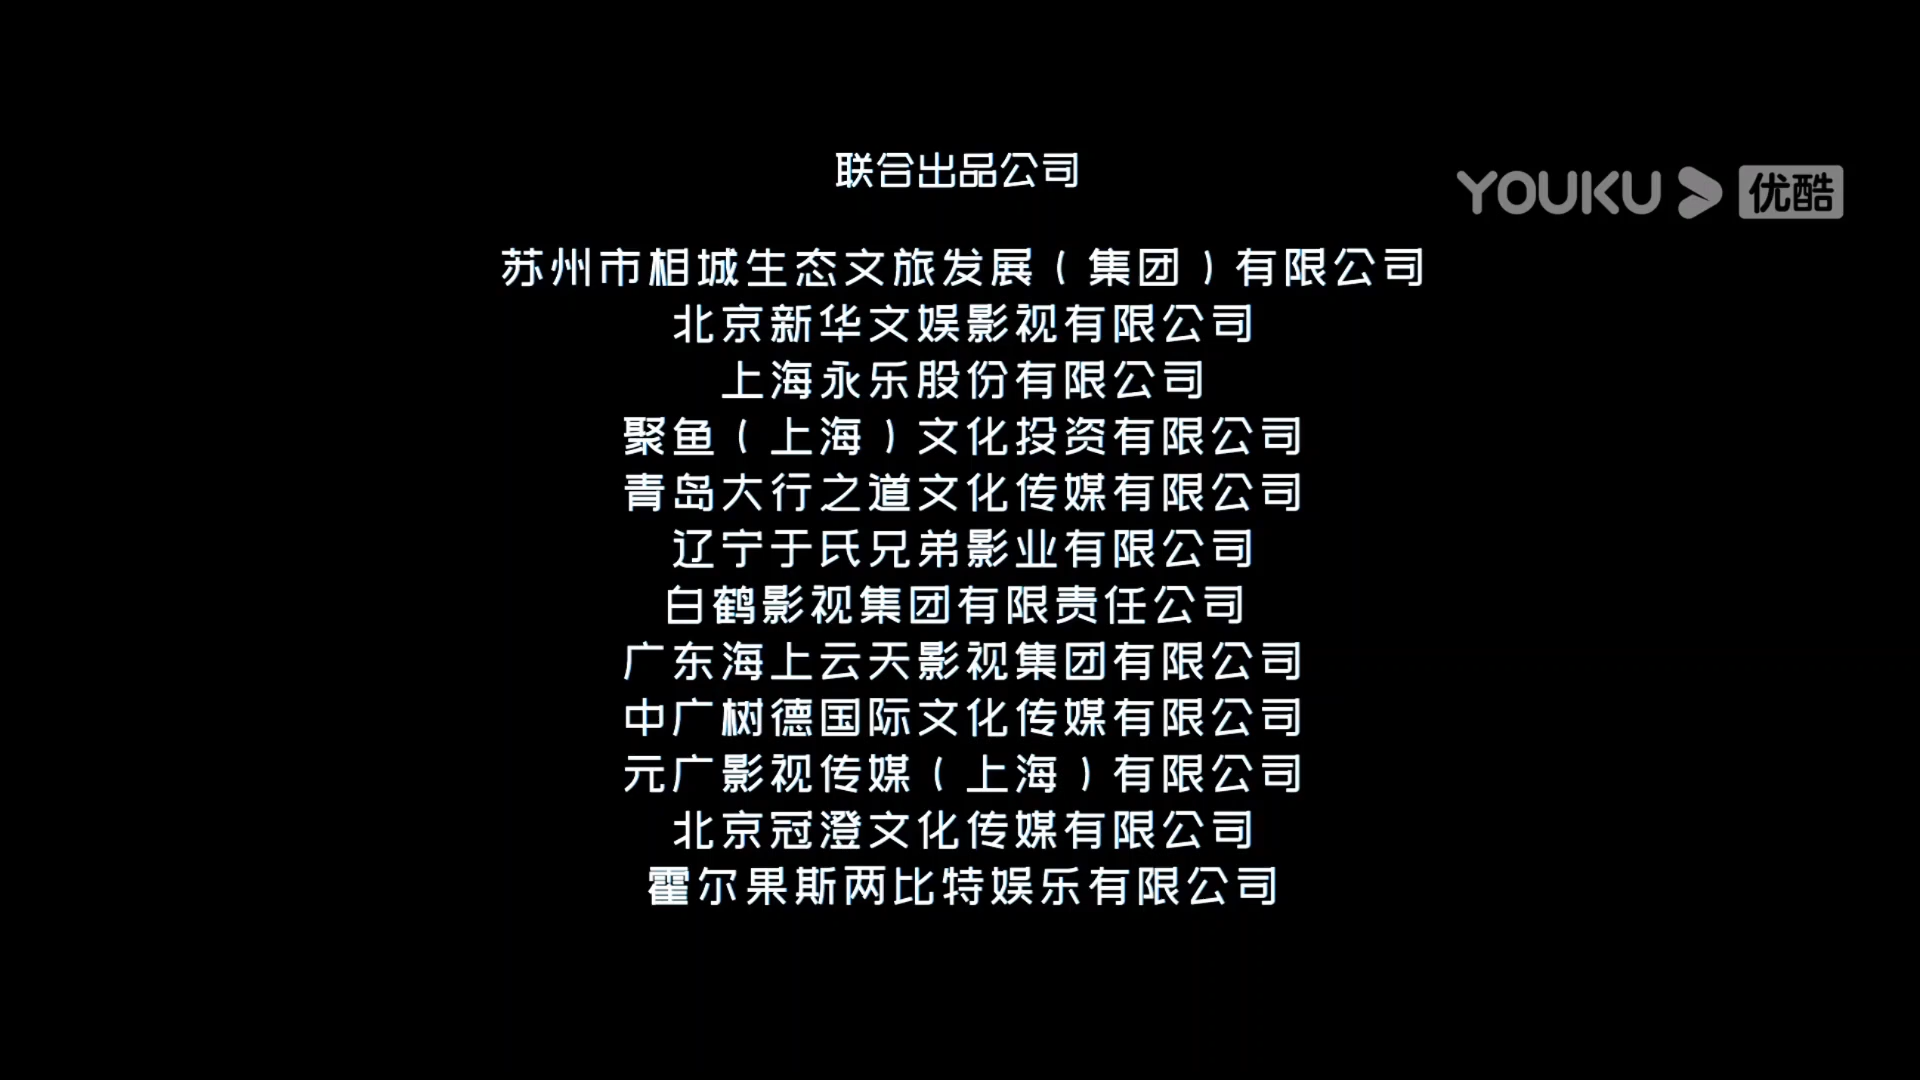 联合出品公司
YOUKU 优酷
苏州市相城生态文旅发展（集团）有限公司
北京新华文娱影视有限公司
上海永乐股份有限公司
聚鱼（上海）文化投资有限公司
青岛大行之道文化传媒有限公司
辽宁于氏兄弟影业有限公司
白鹤影视集团有限责任公司
广东海上云天影视集团有限公司
中广树德国际文化传媒有限公司
元广影视传媒（上海）有限公司
北京冠澄文化传媒有限公司
霍尔果斯两比特娱乐有限公司